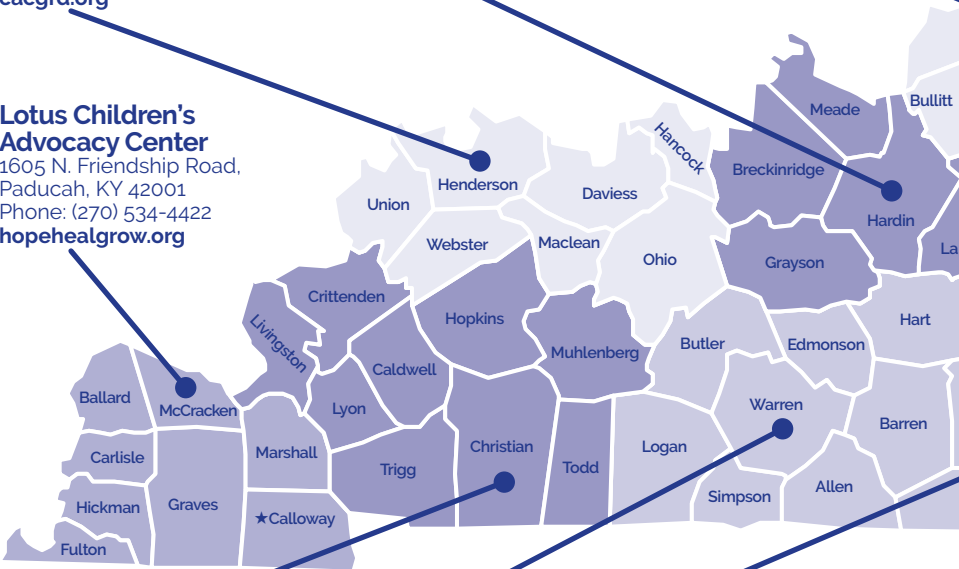 cacgrd.org
Lotus Children's
Advocacy Center
1605 N. Friendship Road,
Paducah, KY 42001
Phone: (270) 534-4422
hopehealgrow.org
Meade
Bullitt
Hancock
Breckinridge
Henderson
Daviess
Union
Hardin
Webster
Maclean
Ohio
Grayson
La
Crittenden
Hopkins
Livingston
Hart
Butler
Edmonson
Muhlenberg
Caldwell
Ballard
McCracken
Lyon
Warren
Barren
Marshall
Christian
Logan
Carlisle
Trigg
Todd
Allen
Simpson
Hickman
Graves
★Calloway
Fulton